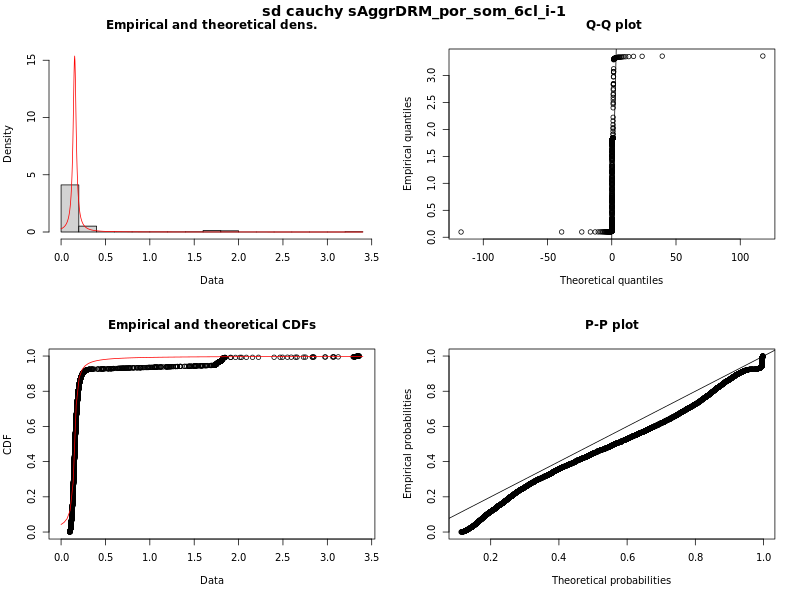 sd cauchy sAggrDRM_por_som_6cl_i-1
Empirical and theoretical dens.
Density
0 5 10 15
0.0 0.5 1.0 1.5 2.0 2.5 3.0 3.5
Data
Q-Q plot
Empirical quantiles
0.0 0.5 1.0 1.5 2.0 2.5 3.0
-100 -50 0 50 100
Theoretical quantiles
Empirical and theoretical CDFs
CDF
0.0 0.2 0.4 0.6 0.8 1.0
0.0 0.5 1.0 1.5 2.0 2.5 3.0 3.5
Data
P-P plot
Empirical probabilities
0.0 0.2 0.4 0.6 0.8 1.0
0.2 0.4 0.6 0.8 1.0
Theoretical probabilities